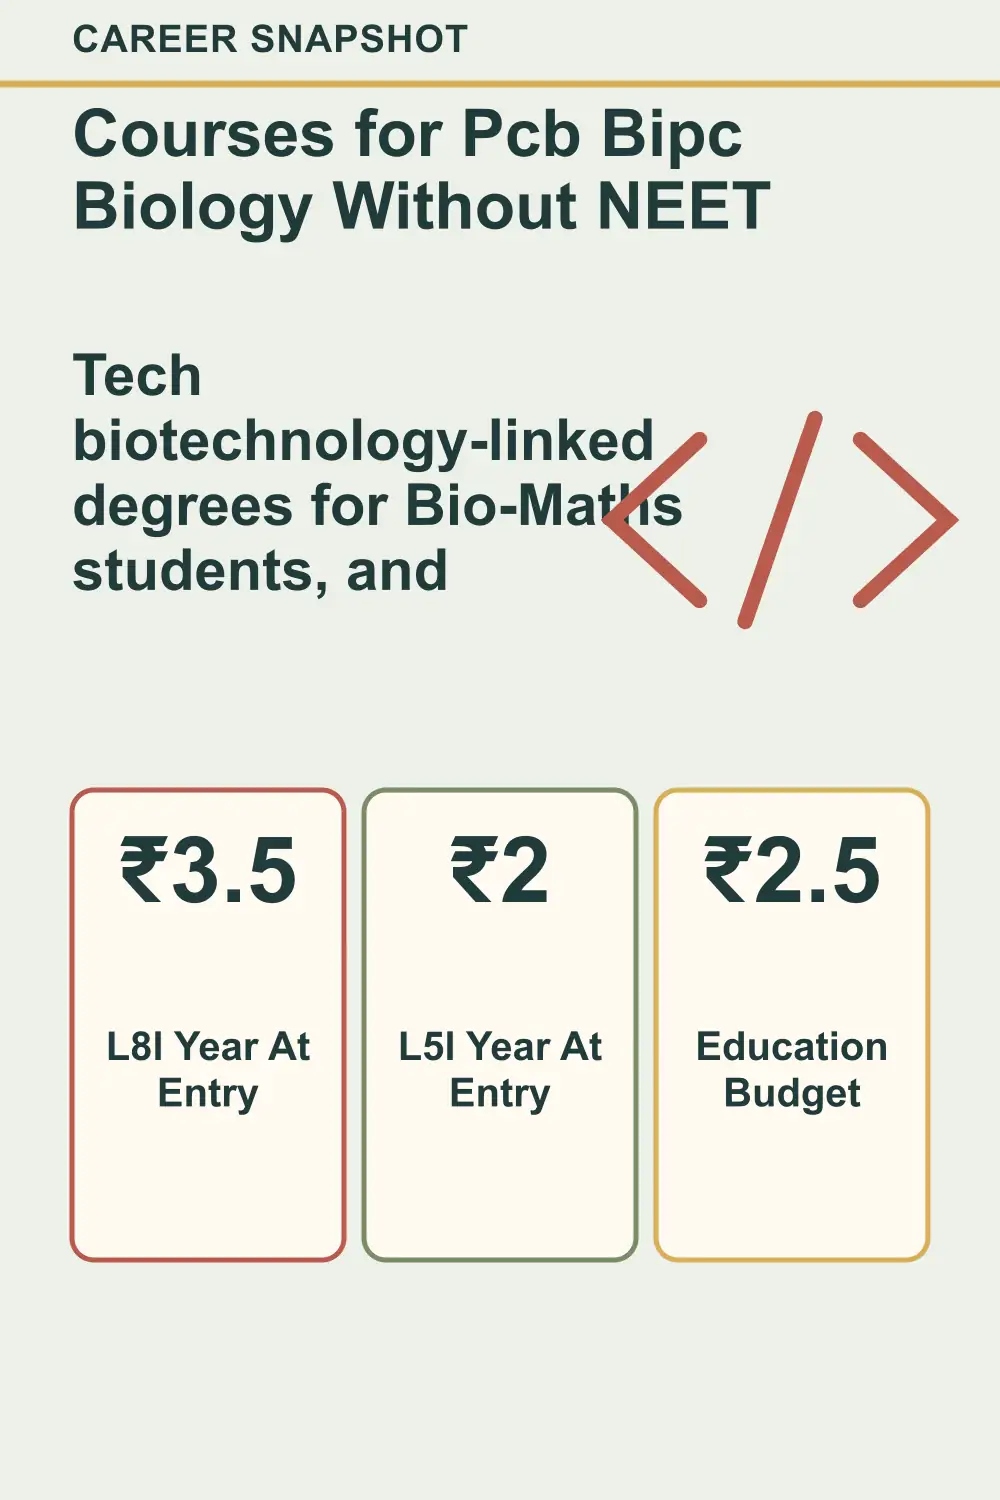 CAREER SNAPSHOT
Courses for Pcb Bipc
Biology Without NEET
Tech
biotechnology-linked
degrees for Bio-Maths
students, and
₹3.5
L8l Year At
Entry
₹2
L5l Year At
Entry
₹2.5
Education
Budget